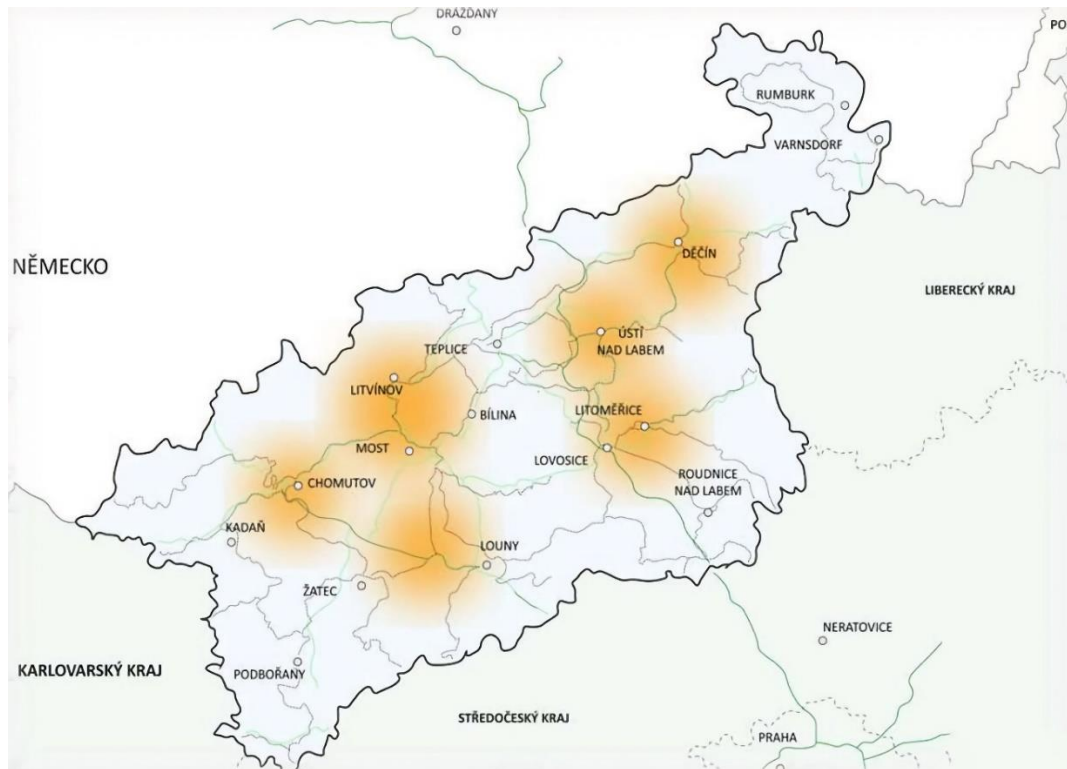 DRÁŽĎANY
PO
RUMBURK
VARNSDORF
NĚMECKO
DĚČÍN
LIBERECKÝ KRAJ
ÚSTÍ
NAD LABEM
TEPLICE
LITVÍNOV
BÍLINA
LITOMĚŘICE
MOST
LOVOSICE
ROUDNICE
NAD LABEM
CHOMUTOV
KADAŇ
LOUNY
ŽATEC
NERATOVICE
KARLOVARSKÝ KRAJ
PODBOŘANY
STŘEDOČESKÝ KRAJ
PRAHA